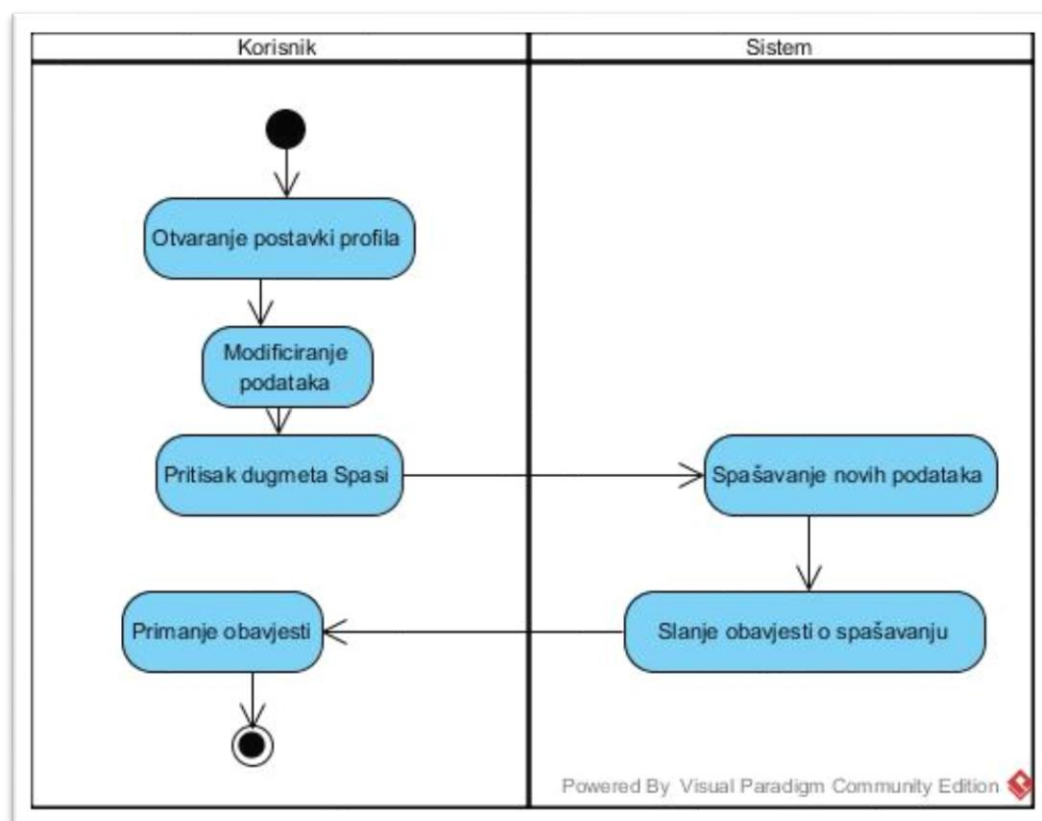 Korisnik
Sistem
Otvaranje postavki profila
Modificiranje
podataka
Pritisak dugmeta Spasi
Spašavanje novih podataka
Slanje obavjesti o spašavanju
Primanje obavjesti
Powered By Visual Paradigm Community Edition